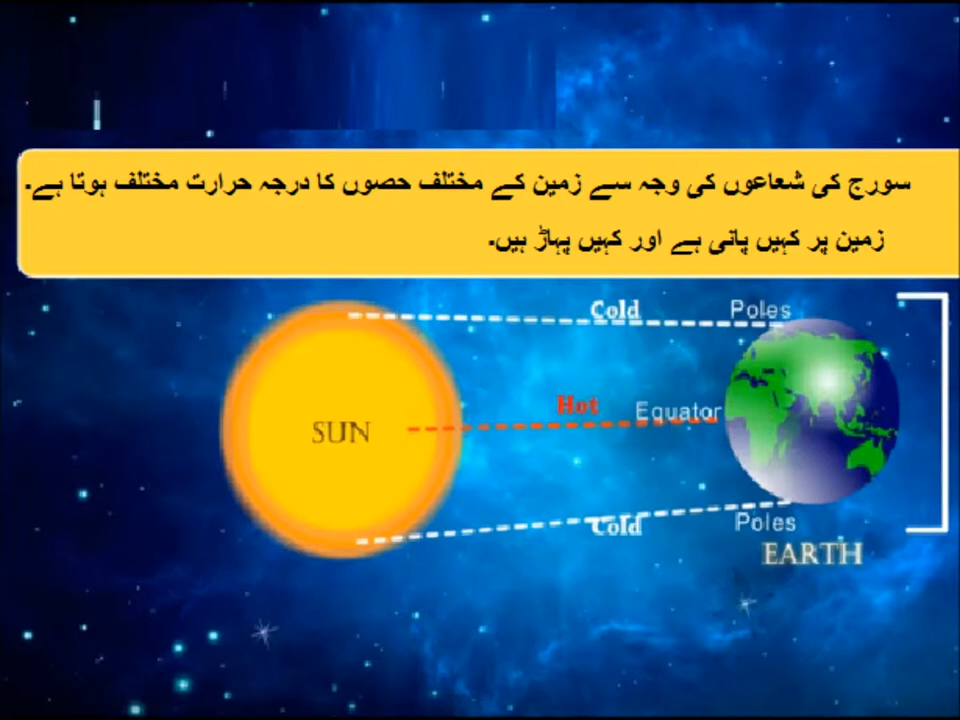 سورج کی شعاعوں کی وجہ سے زمین کے مختلف حصوں کا درجہ حرارت مختلف ہوتا ہے۔
زمین پر کہیں پانی ہے اور کہیں پہاڑ ہیں۔
Cold Poles
Hot Equator
SUN
Cold Poles
EARTH